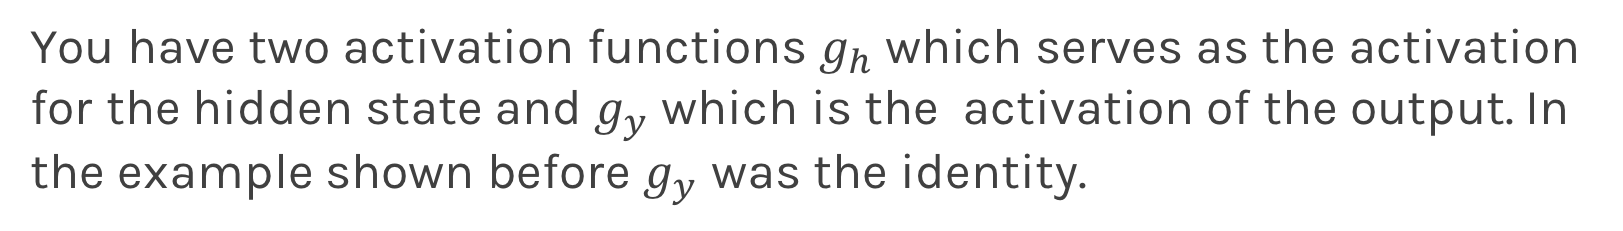 You have two activation functions $g_h$ which serves as the activation
for the hidden state and $g_y$ which is the  activation of the output. In
the example shown before $g_y$ was the identity.